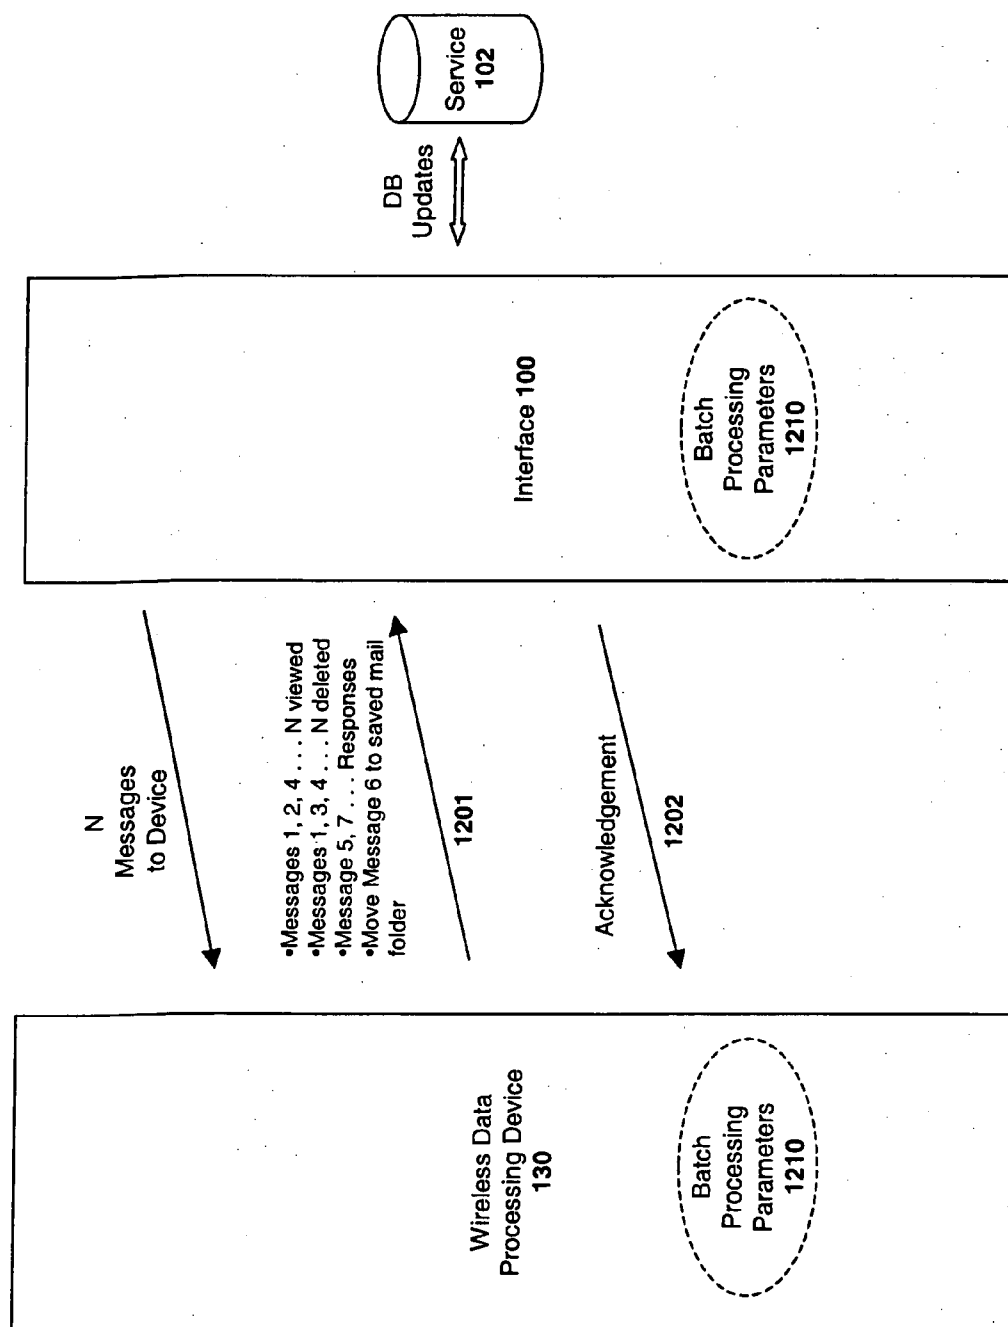 N
Messages
to Device
•Messages 1, 2, 4 . . . N viewed
•Messages 1, 3, 4 . . . N deleted
•Message 5, 7 . . . Responses
•Move Message 6 to saved mail
folder
1201
Acknowledgement
1202
Wireless Data
Processing Device
130
Batch
Processing
Parameters
1210
Interface 100
Batch
Processing
Parameters
1210
DB
Updates
Service
102